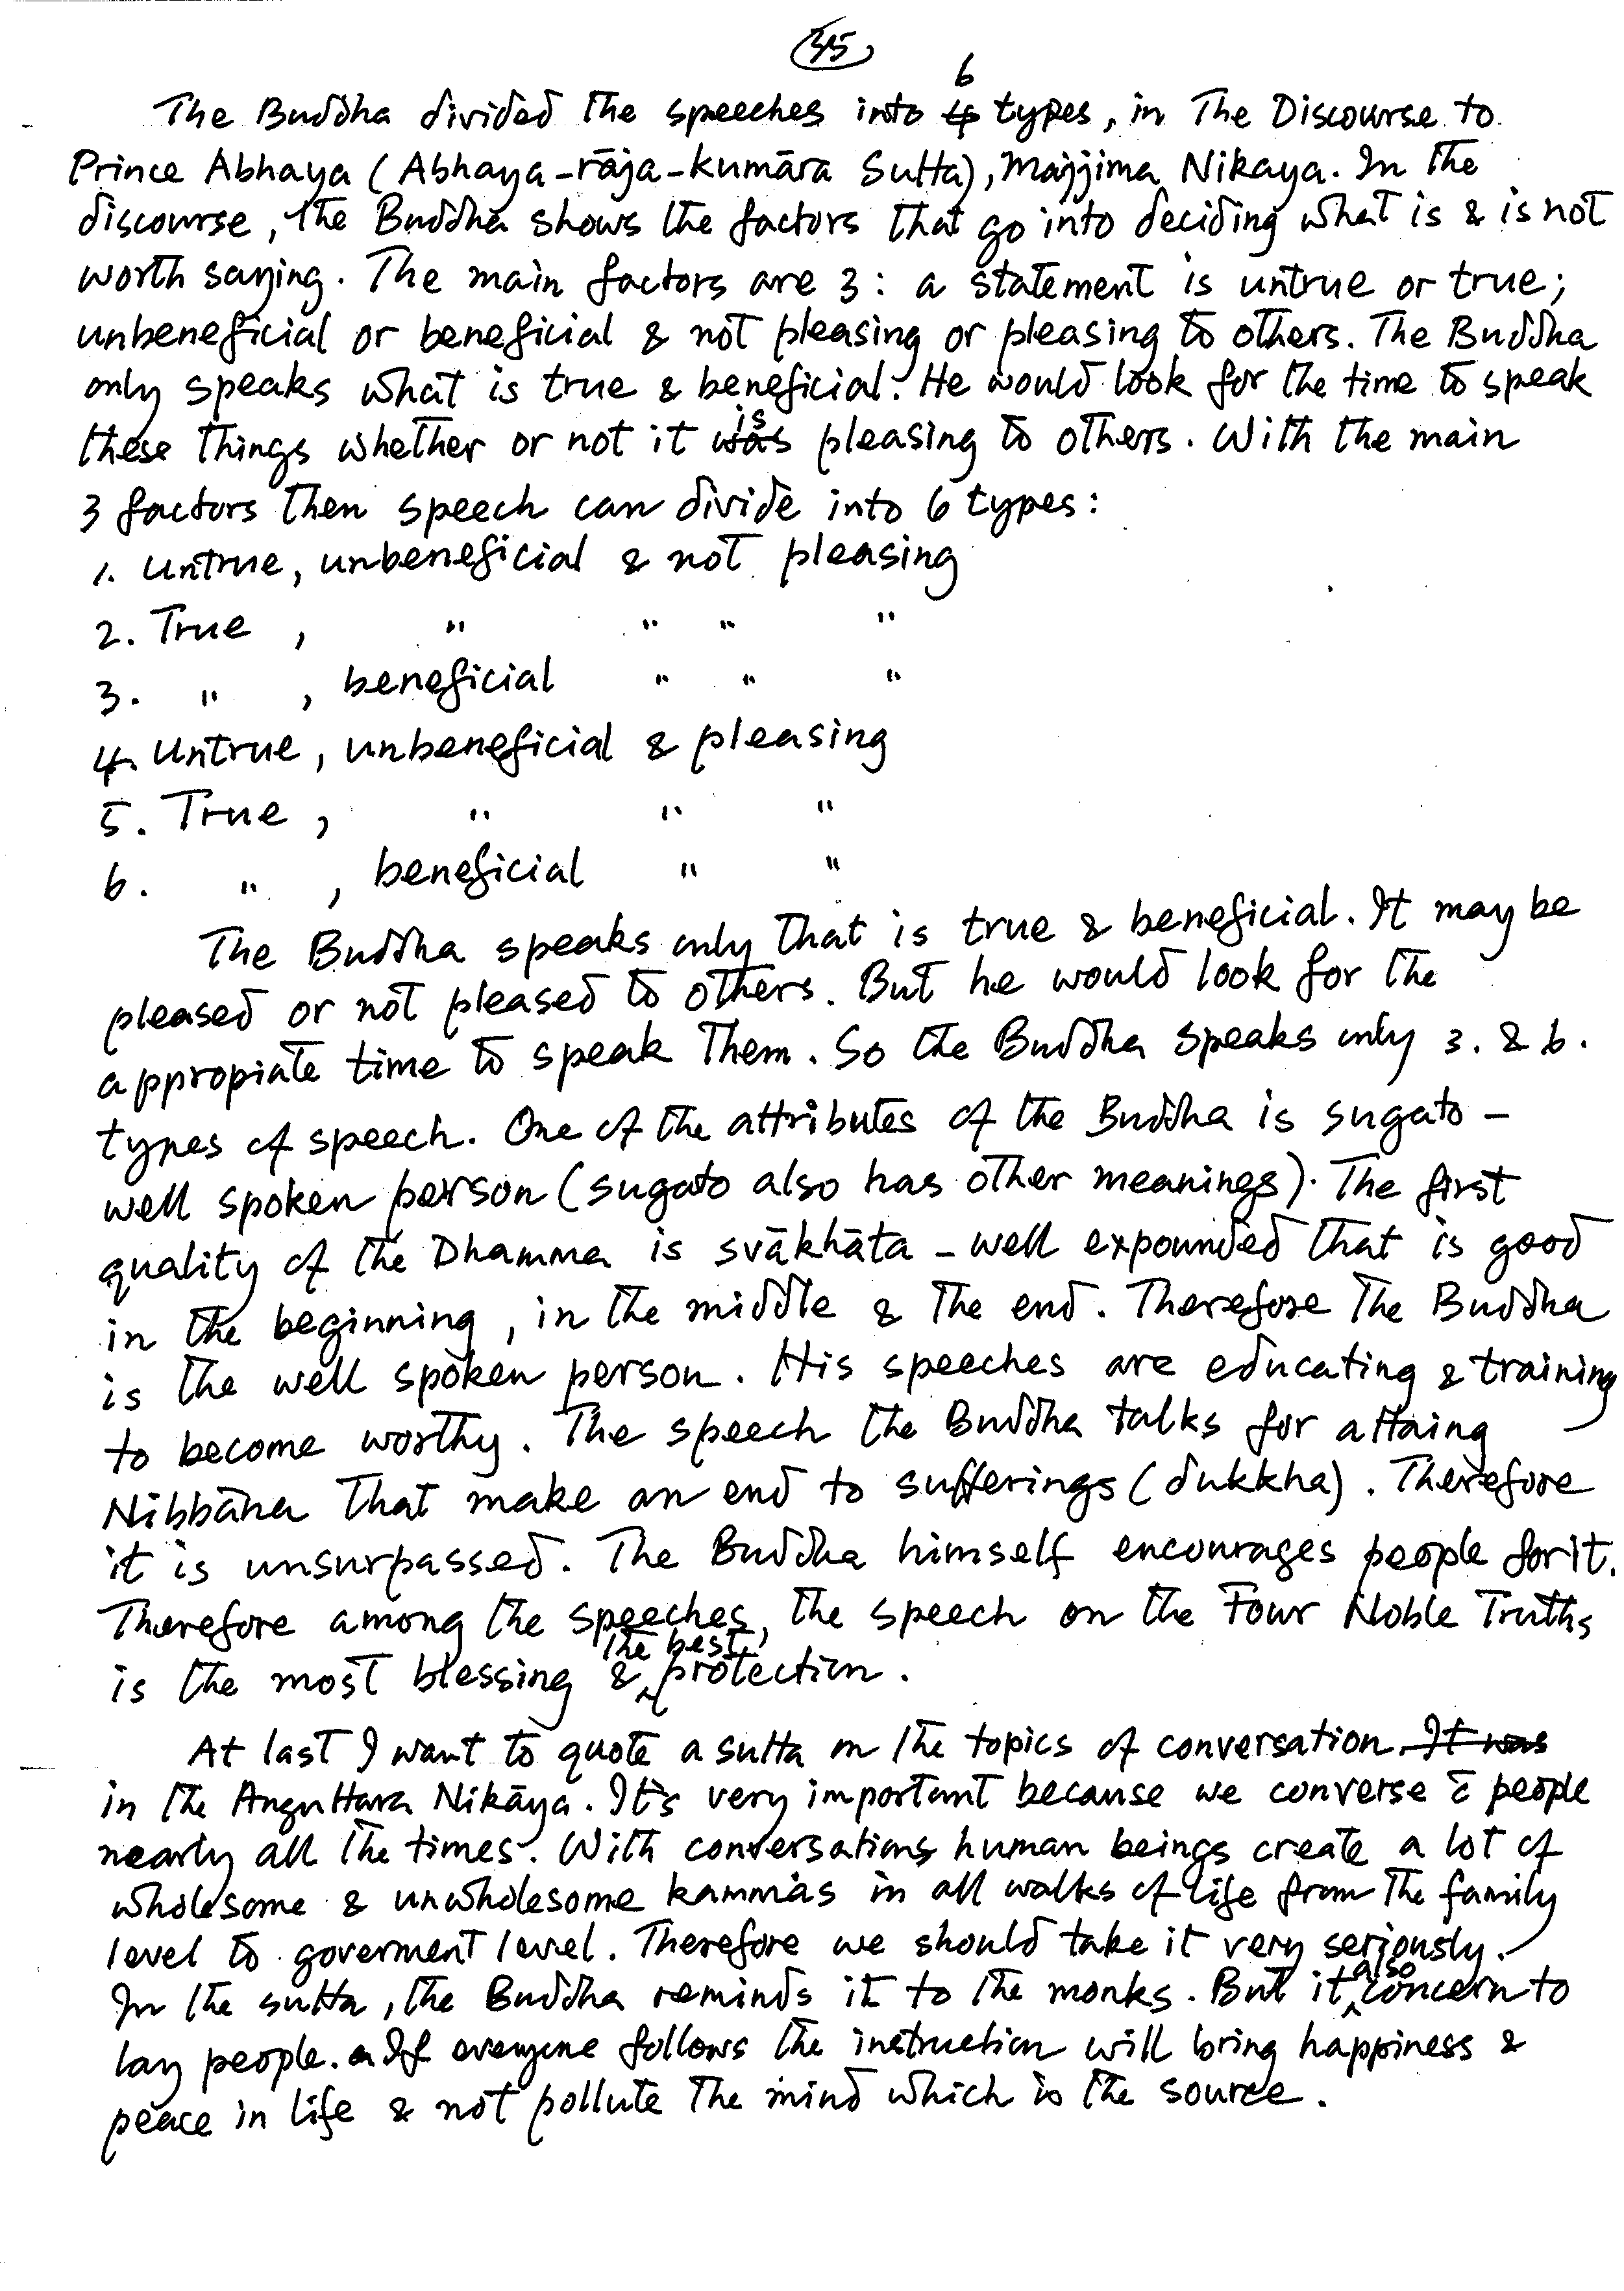 35
The Buddha divided the speeches into 6 types, in The Discourse to
Prince Abhaya (Abhaya-rāja-kumāra Sutta), Majjima Nikaya. In the
discourse, the Buddha shows the factors that go into deciding what is & is not
worth saying. The main factors are 3: a statement is untrue or true;
unbeneficial or beneficial & not pleasing or pleasing to others. The Buddha
only speaks what is true & beneficial. He would look for the time to speak
these things whether or not it is pleasing to others. With the main
3 factors then speech can divide into 6 types:
1. Untrue, unbeneficial & not pleasing
2. True , " " " "
3. " , beneficial " " "
4. Untrue, unbeneficial & pleasing
5. True , " " "
6. " , beneficial " "
The Buddha speaks only that is true & beneficial. It may be
pleased or not pleased to others. But he would look for the
appropiate time to speak them. So the Buddha speaks only 3. & 6.
types of speech. One of the attributes of the Buddha is sugato -
well spoken person (sugato also has other meanings). The first
quality of the Dhamma is svākhāta - well expounded that is good
in the beginning, in the middle & the end. Therefore the Buddha
is the well spoken person. His speeches are educating & training
to become worthy. The speech the Buddha talks for attaing
Nibbāna that make an end to sufferings (dukkha). Therefore
it is unsurpassed. The Buddha himself encourages people for it.
Therefore among the speeches, the speech on the Four Noble Truths
is the most blessing & the best protection.
At last I want to quote a sutta on the topics of conversation. It was
in the Anguttara Nikāya. It's very important because we converse c̄ people
nearly all the times. With conversations human beings create a lot of
wholesome & unwholesome kammas in all walks of life from the family
level to goverment level. Therefore we should take it very seriously.
In the sutta, the Buddha reminds it to the monks. But it also concern to
lay people. If everyone follows the instruction will bring happiness &
peace in life & not pollute the mind which is the source.